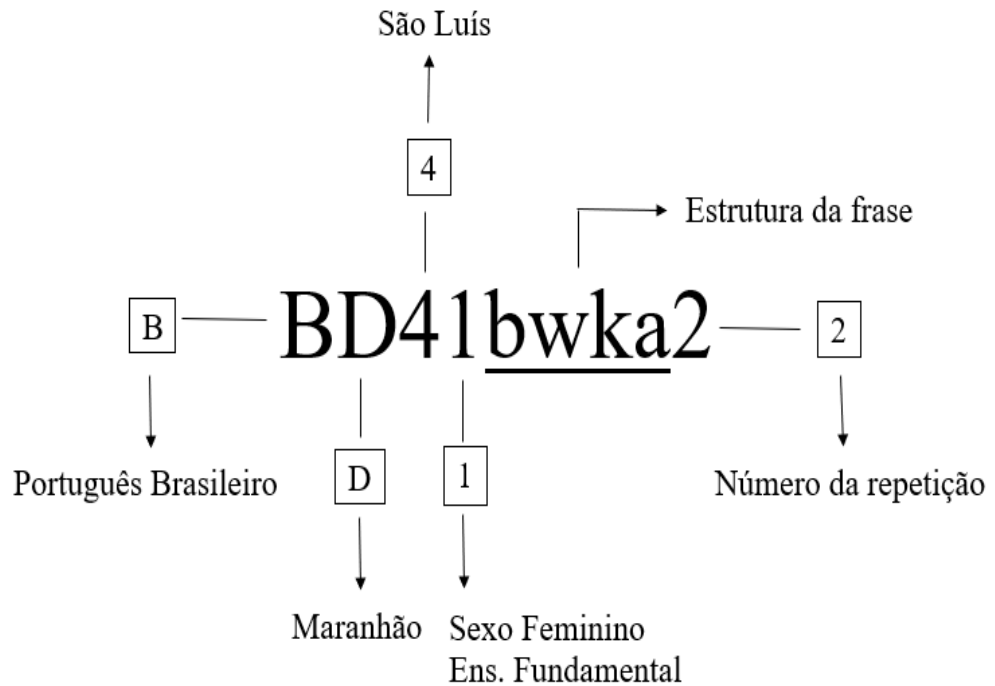 São Luís
4
Estrutura da frase
B
BD41bwka2
2
Português Brasileiro
D
1
Número da repetição
Maranhão
Sexo Feminino
Ens. Fundamental